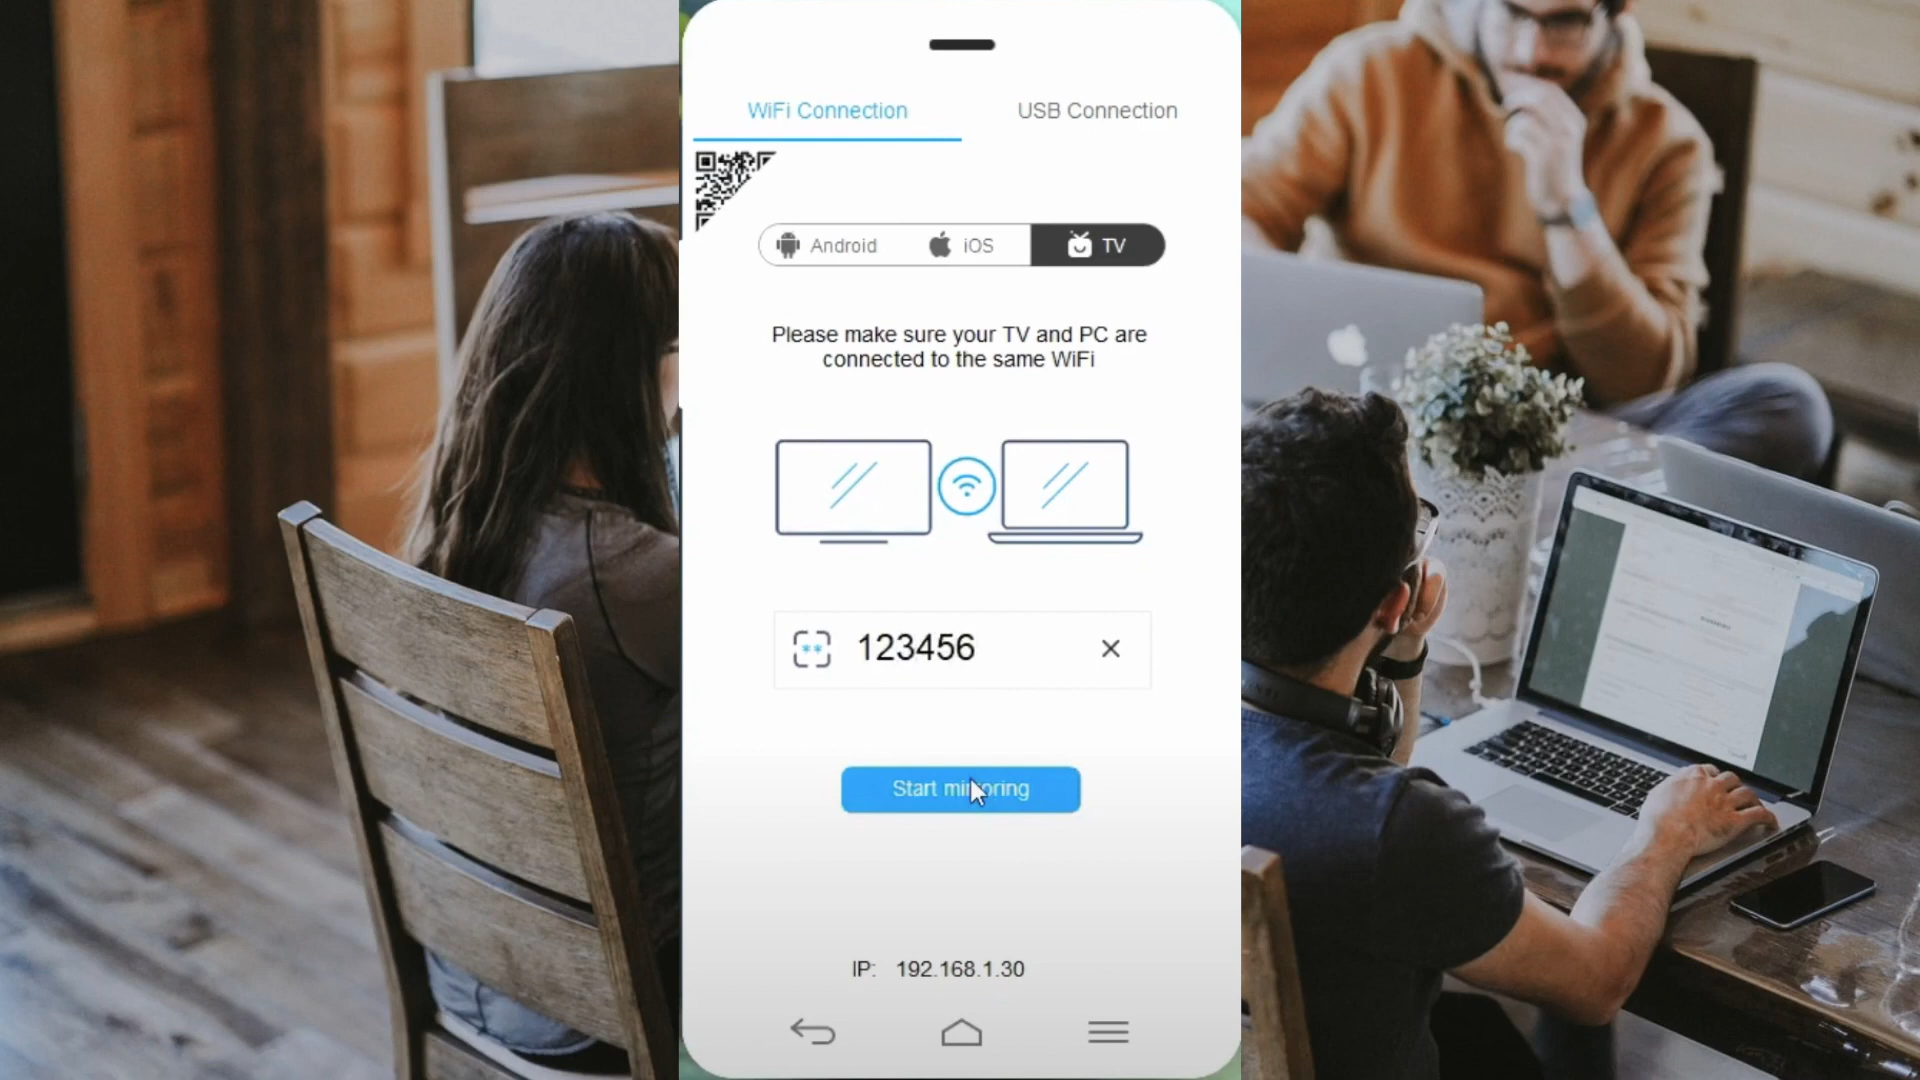 WiFi Connection
USB Connection
Android
iOS
TV
Please make sure your TV and PC are
connected to the same WiFi
**
123456
Start mirroring
IP: 192.168.1.30